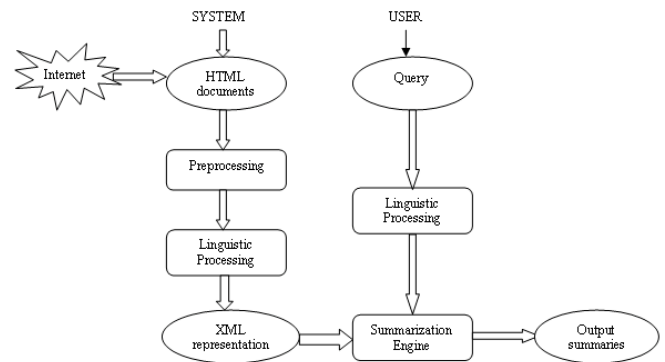 SYSTEM
USER
Internet
HTML
documents
Query
Preprocessing
Linguistic
Processing
Linguistic
Processing
XML
representation
Summarization
Engine
Output
summaries